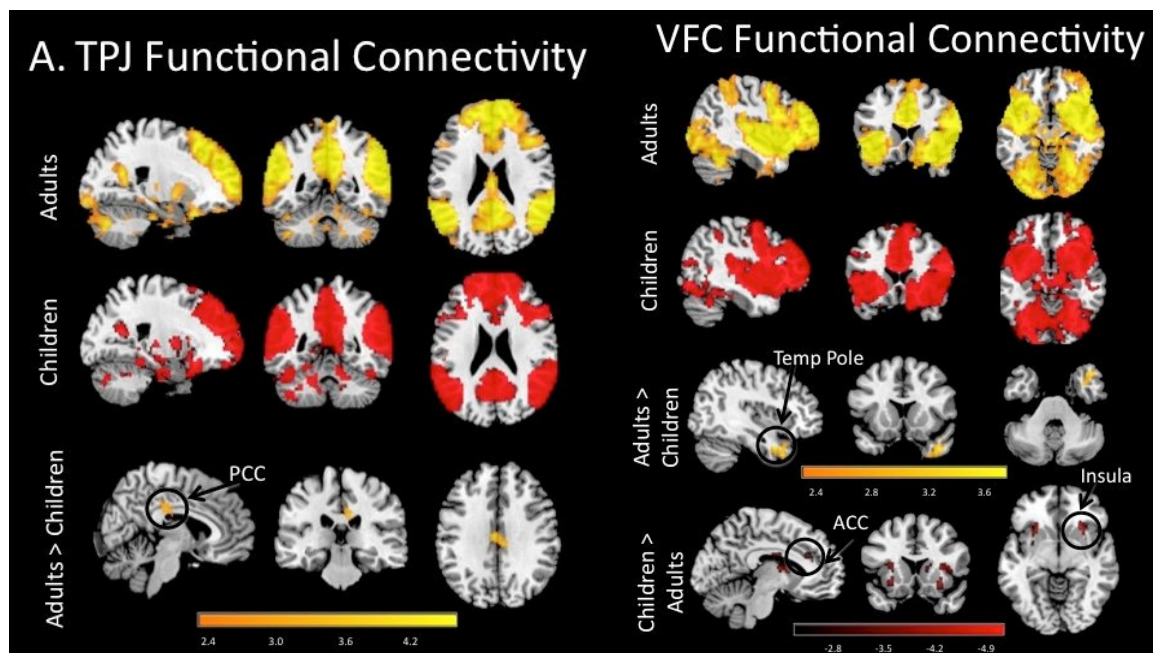 A. TPJ Functional Connectivity
Adults
Children
Adults > Children
PCC
2.4 3.0 3.6 4.2
VFC Functional Connectivity
Adults
Children
Adults >
Children
Temp Pole
2.4 2.8 3.2 3.6
Children >
Adults
ACC
Insula
-2.8 -3.5 -4.2 -4.9